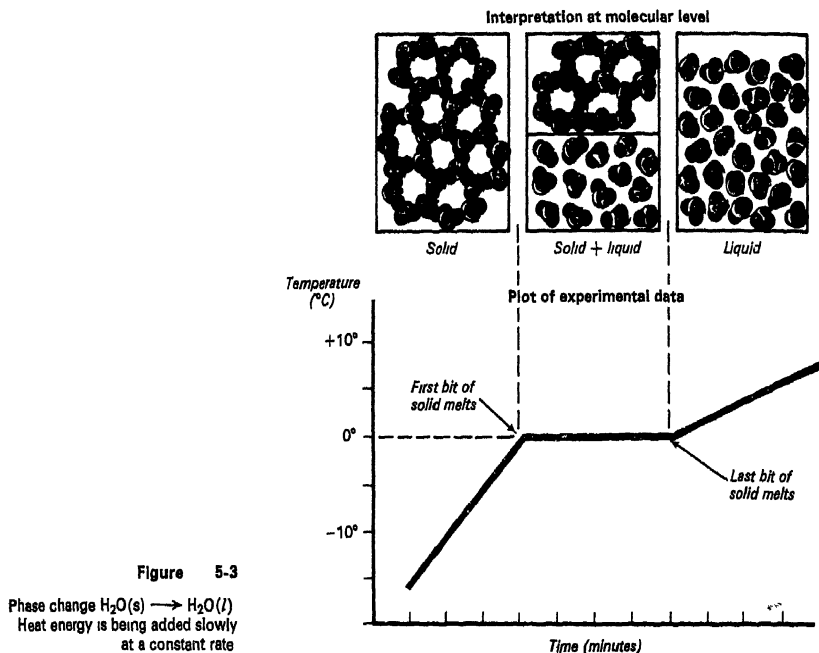 Interpretation at molecular level
Solid
Solid + liquid
Liquid
Temperature
(°C)
Plot of experimental data
+10°
First bit of
solid melts
0°
Last bit of
solid melts
−10°
Figure 5-3
Phase change H₂O(s) ⟶ H₂O(l)
Heat energy is being added slowly
at a constant rate
Time (minutes)